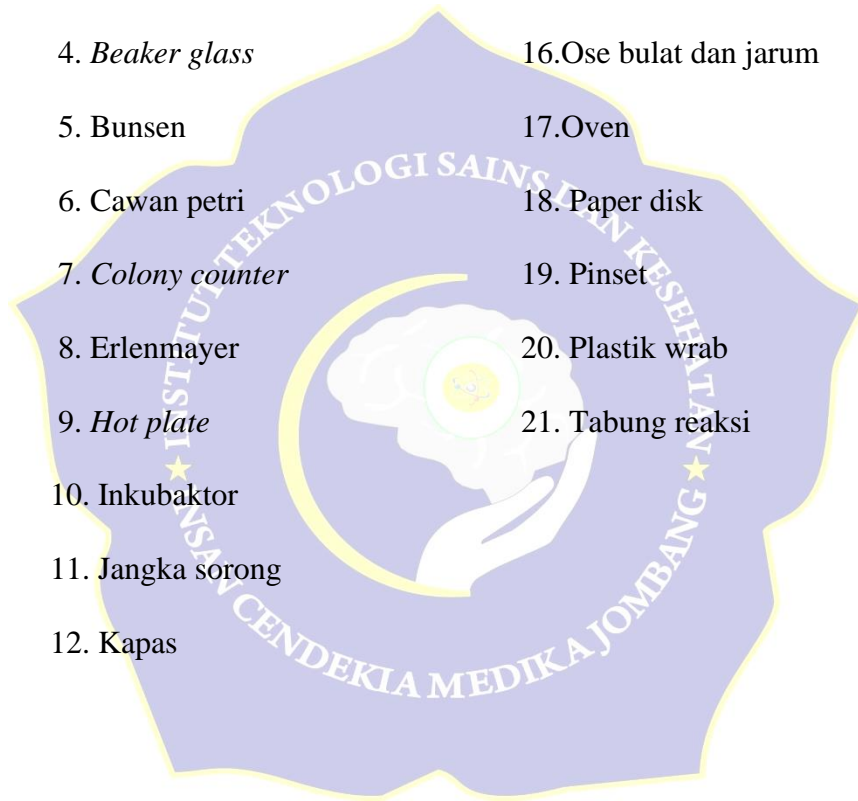 4. Beaker glass
5. Bunsen
6. Cawan petri
7. Colony counter
8. Erlenmayer
9. Hot plate
10. Inkubaktor
11. Jangka sorong
12. Kapas
16.Ose bulat dan jarum
17.Oven
18. Paper disk
19. Pinset
20. Plastik wrab
21. Tabung reaksi
INSTITUT TEKNOLOGI SAINS DAN KESEHATAN
INSAN CENDEKIA MEDIKA JOMBANG